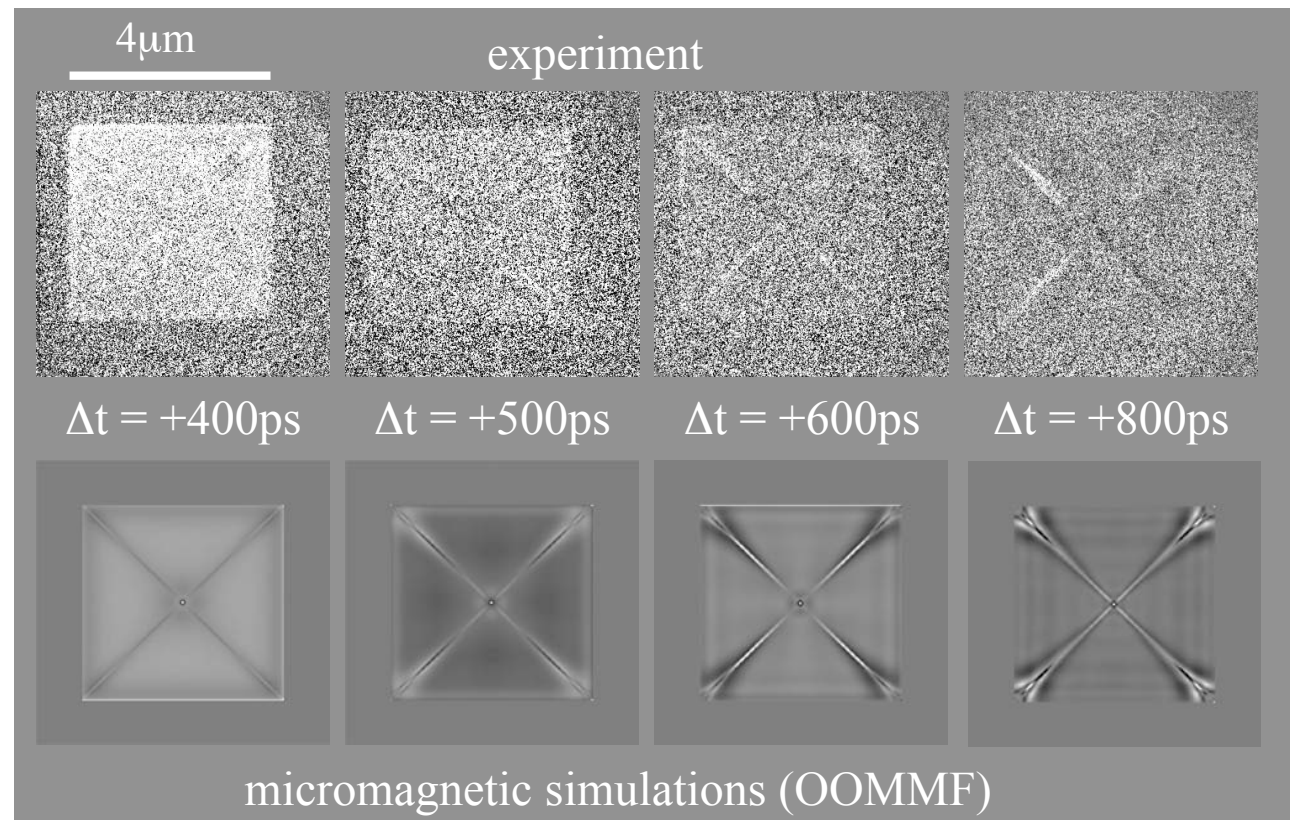 4μm
experiment
Δt = +400ps
Δt = +500ps
Δt = +600ps
Δt = +800ps
micromagnetic simulations (OOMMF)